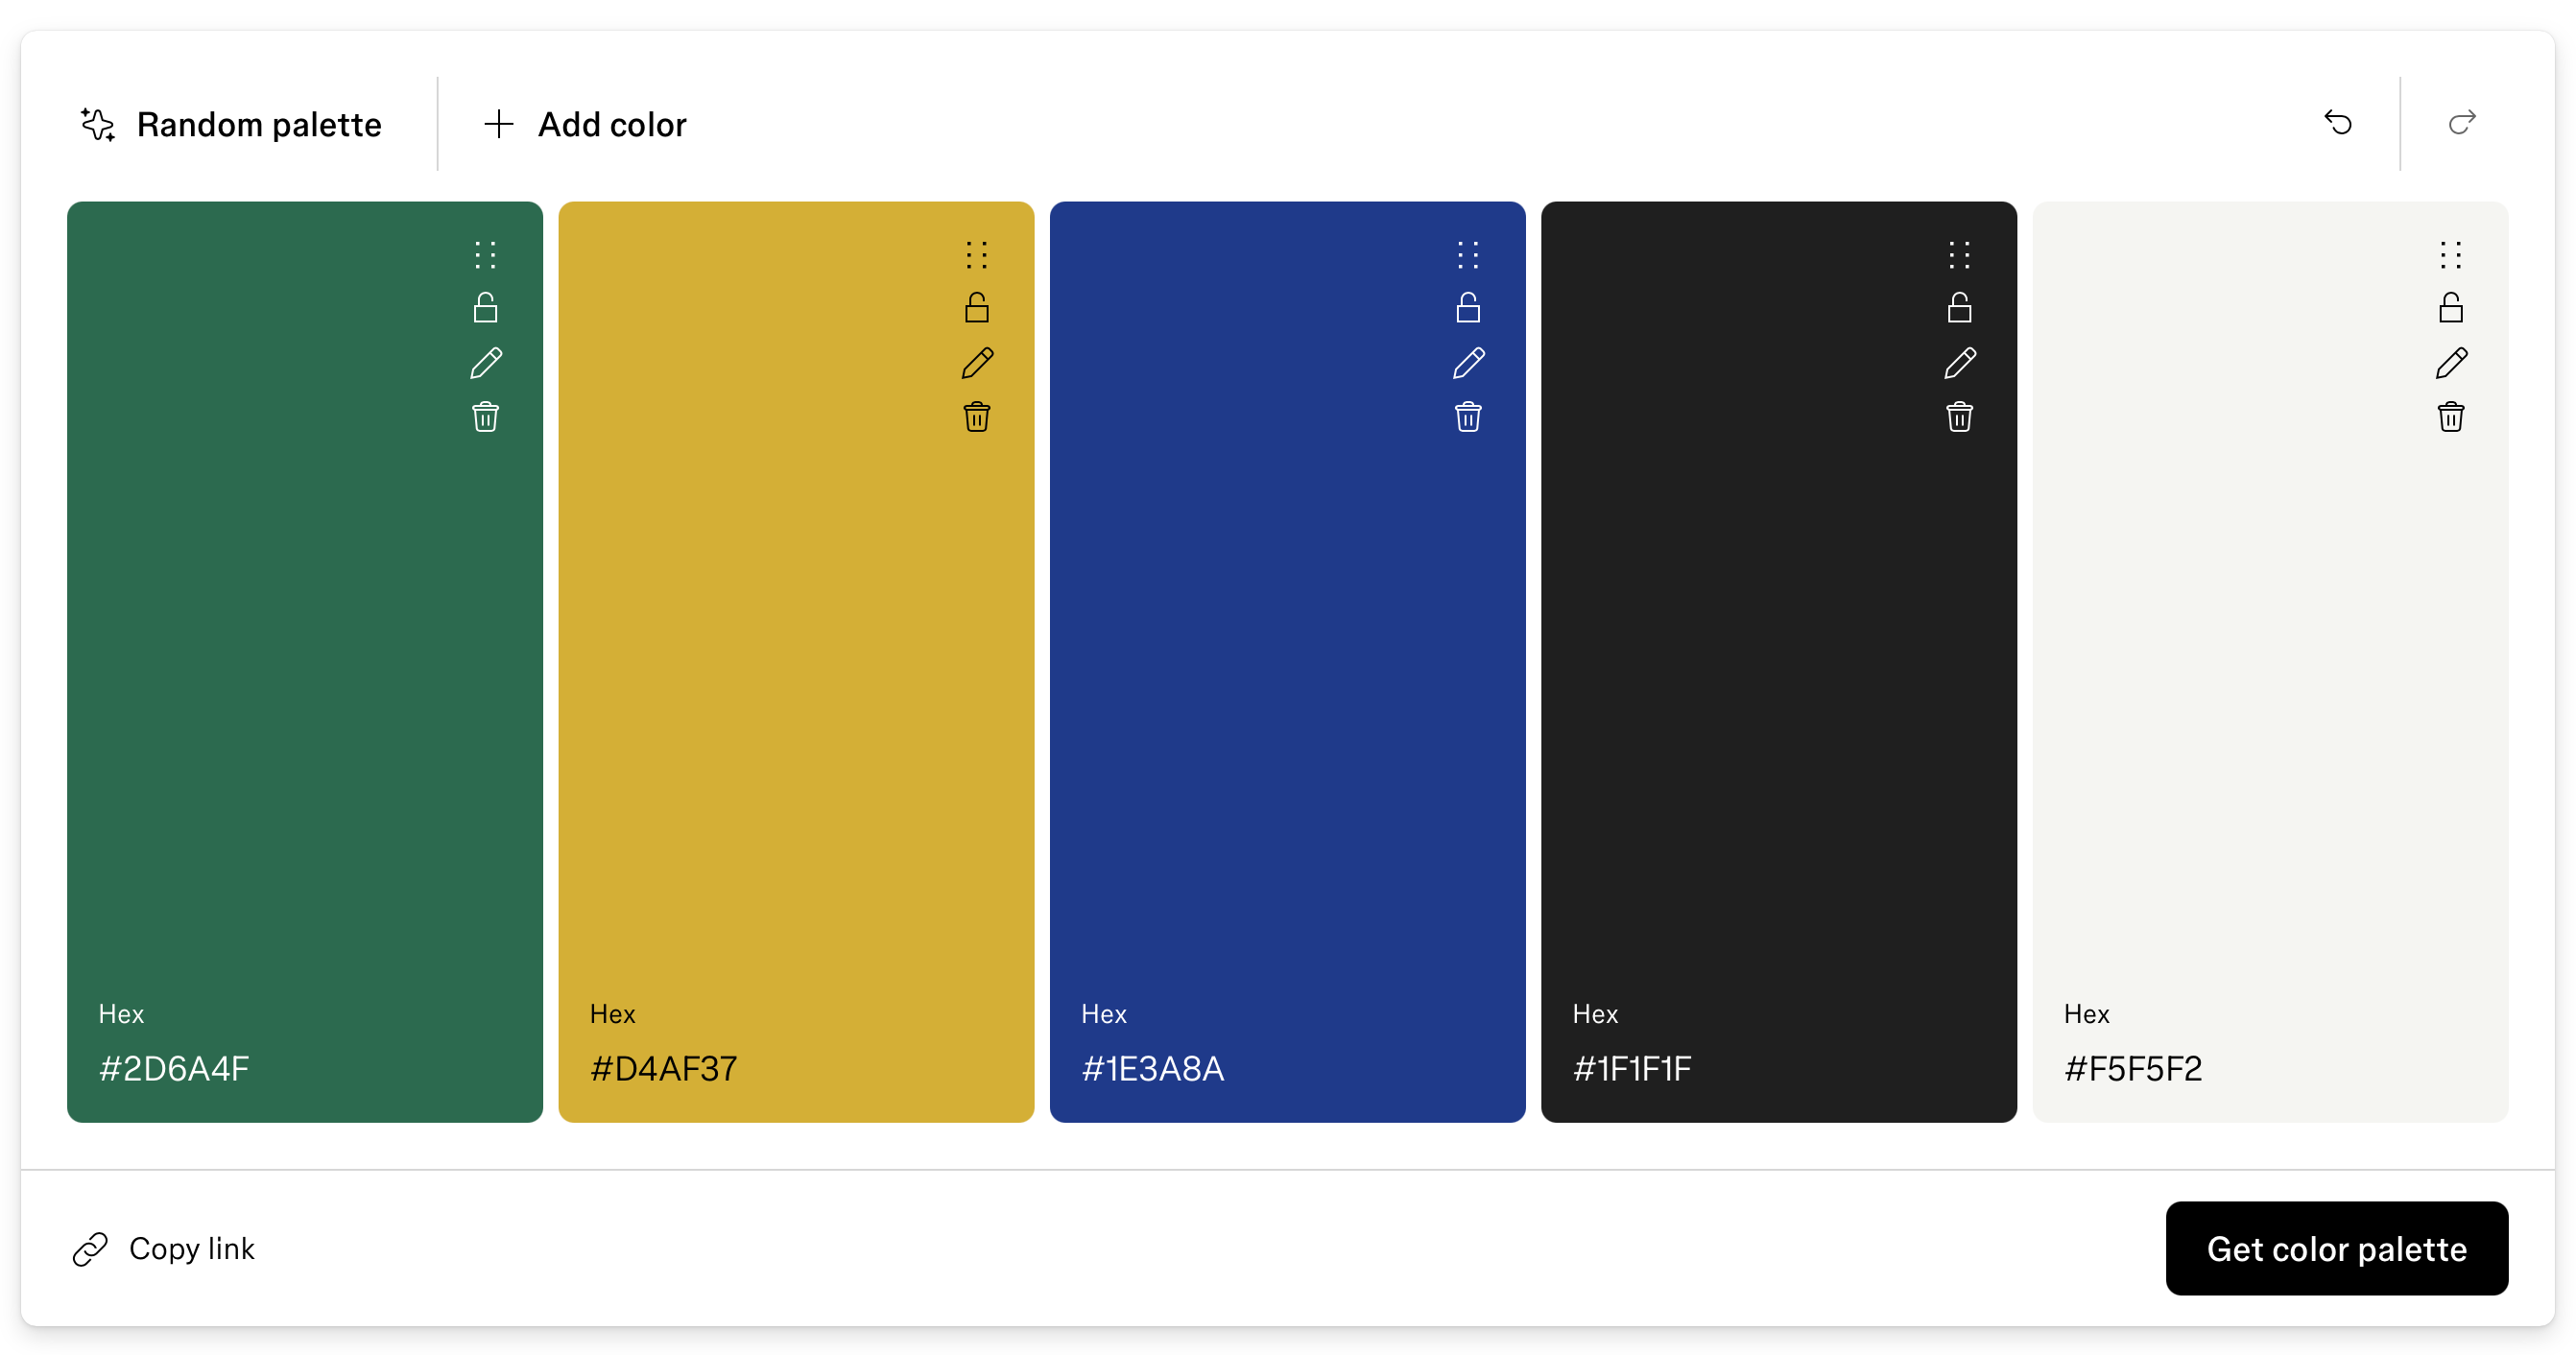 Random palette
Add color
Hex
#2D6A4F
Hex
#D4AF37
Hex
#1E3A8A
Hex
#1F1F1F
Hex
#F5F5F2
Copy link
Get color palette